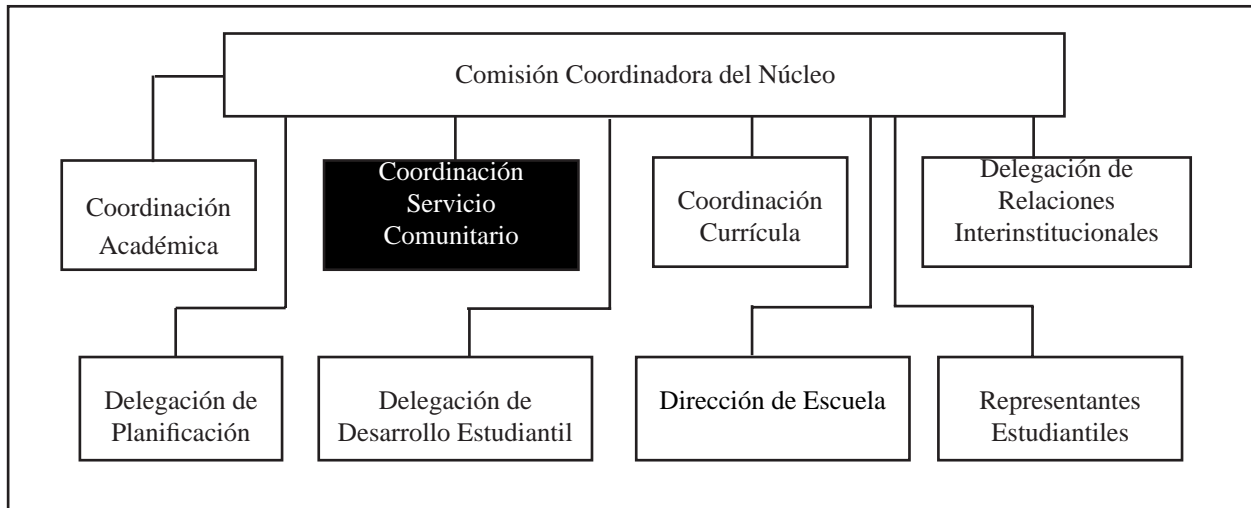 Comisión Coordinadora del Núcleo
Coordinación
Académica
Coordinación
Servicio
Comunitario
Coordinación
Currícula
Delegación de
Relaciones
Interinstitucionales
Delegación de
Planificación
Delegación de
Desarrollo Estudiantil
Dirección de Escuela
Representantes
Estudiantiles